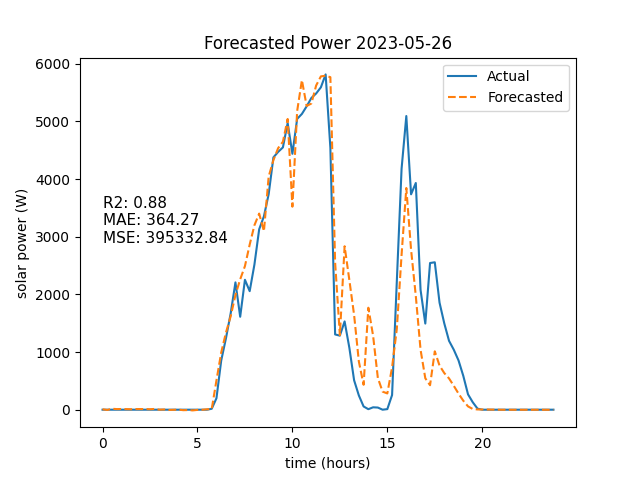 Forecasted Power 2023-05-26
6000
5000
4000
3000
2000
1000
0
solar power (W)
Actual
Forecasted
R2: 0.88
MAE: 364.27
MSE: 395332.84
0 5 10 15 20
time (hours)